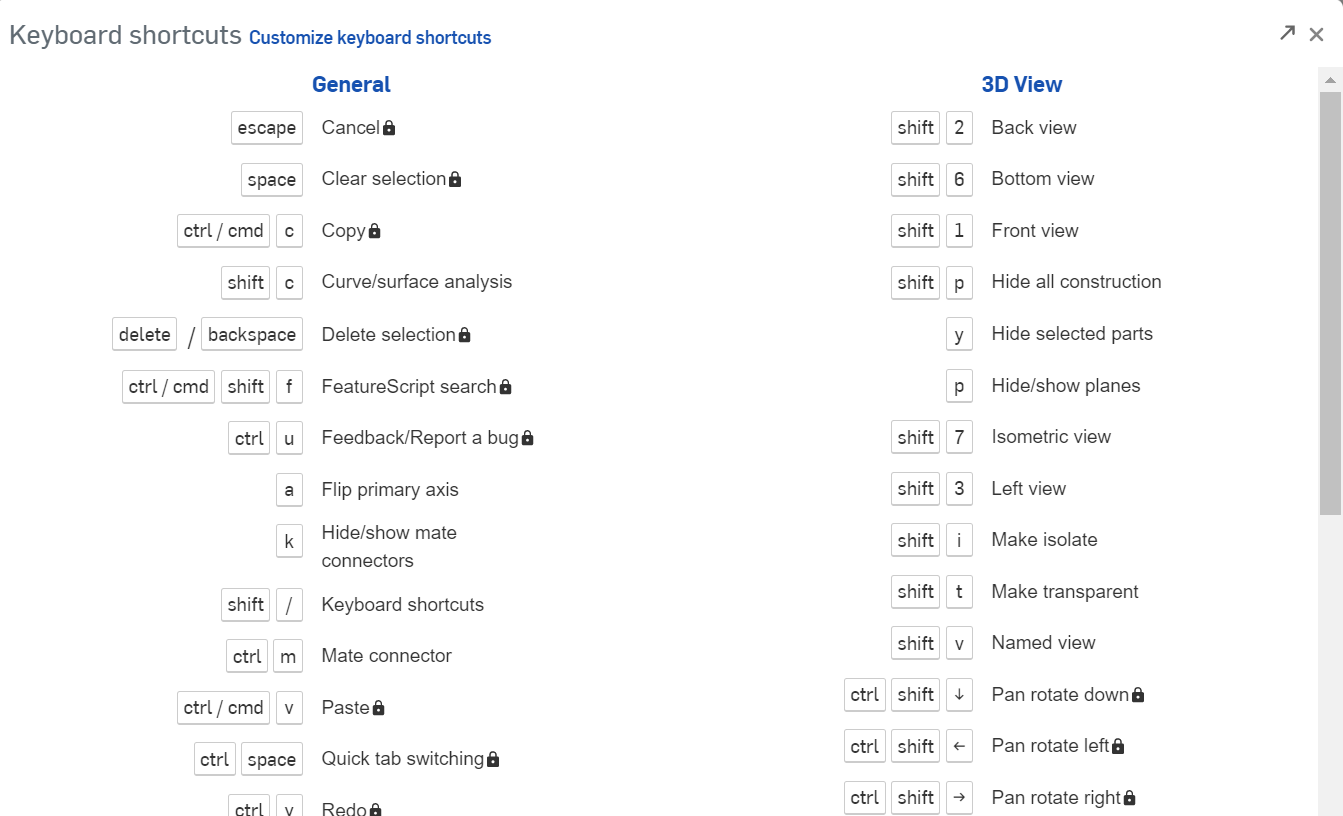 Keyboard shortcuts Customize keyboard shortcuts
General
escape Cancel
space Clear selection
ctrl / cmd c Copy
shift c Curve/surface analysis
delete / backspace Delete selection
ctrl / cmd shift f FeatureScript search
ctrl u Feedback/Report a bug
a Flip primary axis
k Hide/show mate
connectors
shift / Keyboard shortcuts
ctrl m Mate connector
ctrl / cmd v Paste
ctrl space Quick tab switching
ctrl y Redo
3D View
shift 2 Back view
shift 6 Bottom view
shift 1 Front view
shift p Hide all construction
y Hide selected parts
p Hide/show planes
shift 7 Isometric view
shift 3 Left view
shift i Make isolate
shift t Make transparent
shift v Named view
ctrl shift ↓ Pan rotate down
ctrl shift ← Pan rotate left
ctrl shift → Pan rotate right